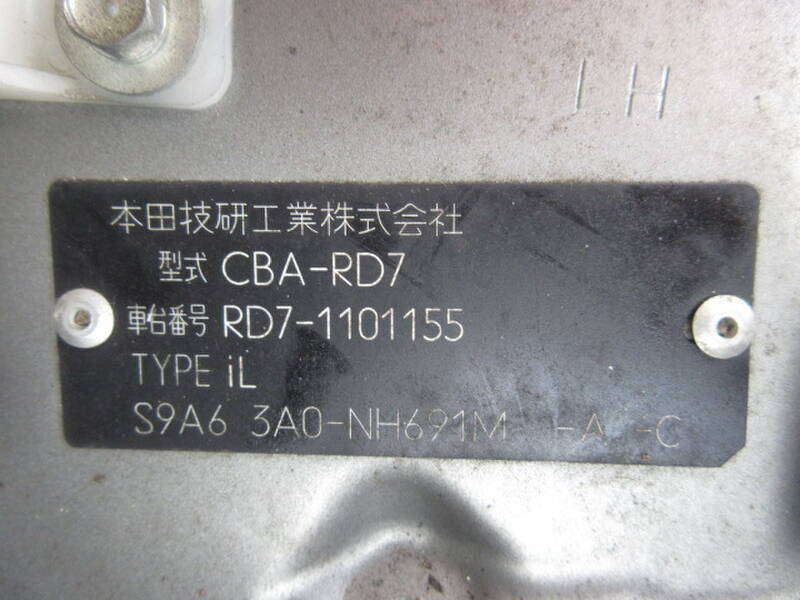 I H
本田技研工業株式会社
型式 CBA-RD7
車台番号 RD7-1101155
TYPE iL
S9A6 3A0-NH691M -A -C